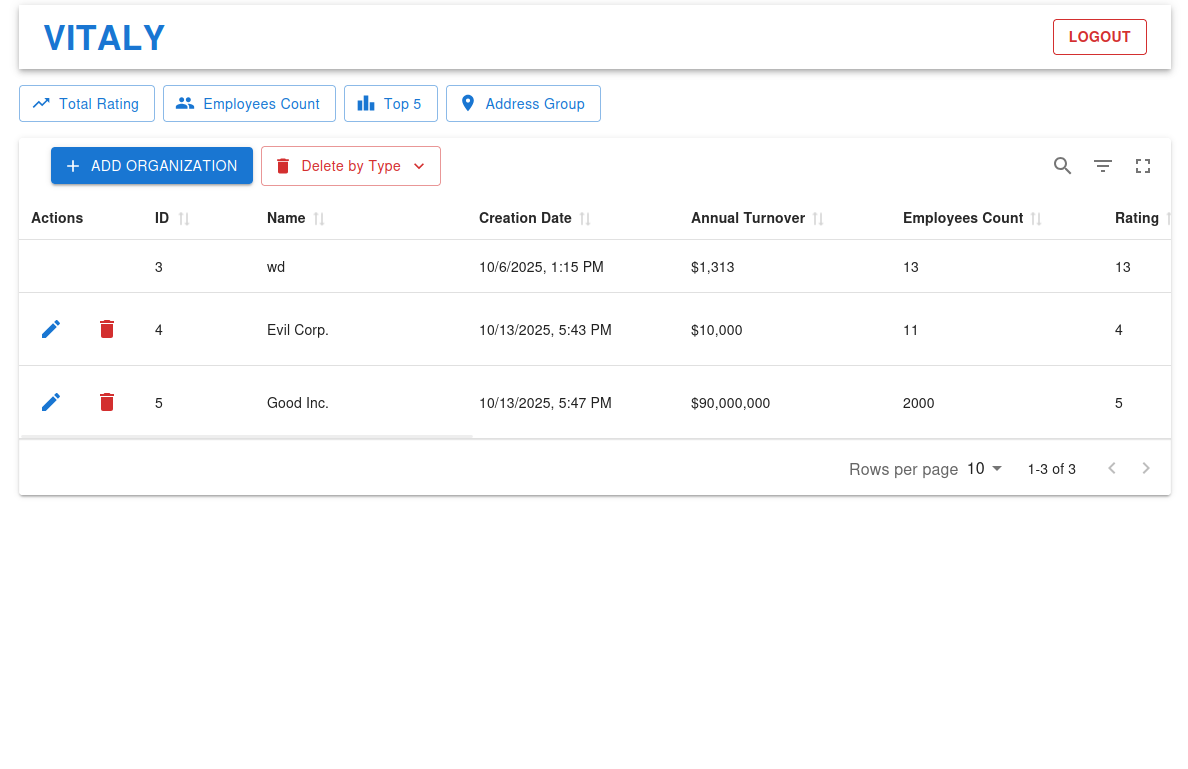 VITALY
LOGOUT
Total Rating Employees Count Top 5 Address Group
ADD ORGANIZATION Delete by Type
Actions ID Name Creation Date Annual Turnover Employees Count Rating
3 wd 10/6/2025, 1:15 PM $1,313 13 13
4 Evil Corp. 10/13/2025, 5:43 PM $10,000 11 4
5 Good Inc. 10/13/2025, 5:47 PM $90,000,000 2000 5
Rows per page 10 1-3 of 3